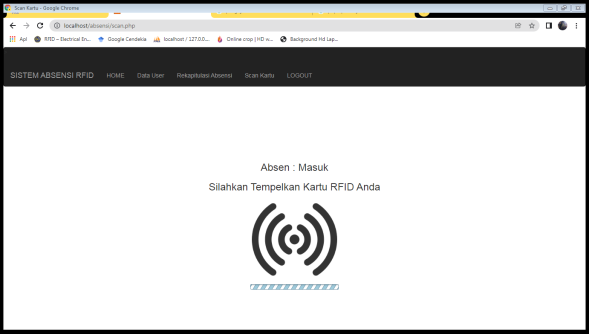 Scan Kartu - Google Chrome
localhost/absensi/scan.php
Apl RFID – Electrical En... Google Cendekia localhost / 127.0.0... Online crop | HD w... Background Hd Lap...
SISTEM ABSENSI RFID HOME Data User Rekapitulasi Absensi Scan Kartu LOGOUT
Absen : Masuk
Silahkan Tempelkan Kartu RFID Anda